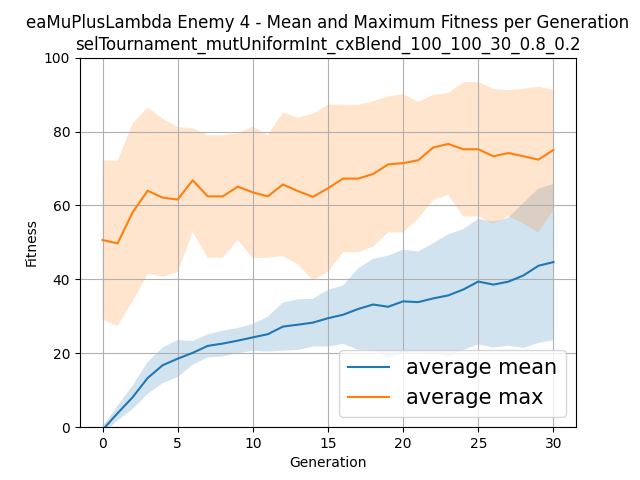 eaMuPlusLambda Enemy 4 - Mean and Maximum Fitness per Generation
selTournament_mutUniformInt_cxBlend_100_100_30_0.8_0.2
100
80
60
40
20
0
Fitness
average mean
average max
0 5 10 15 20 25 30
Generation